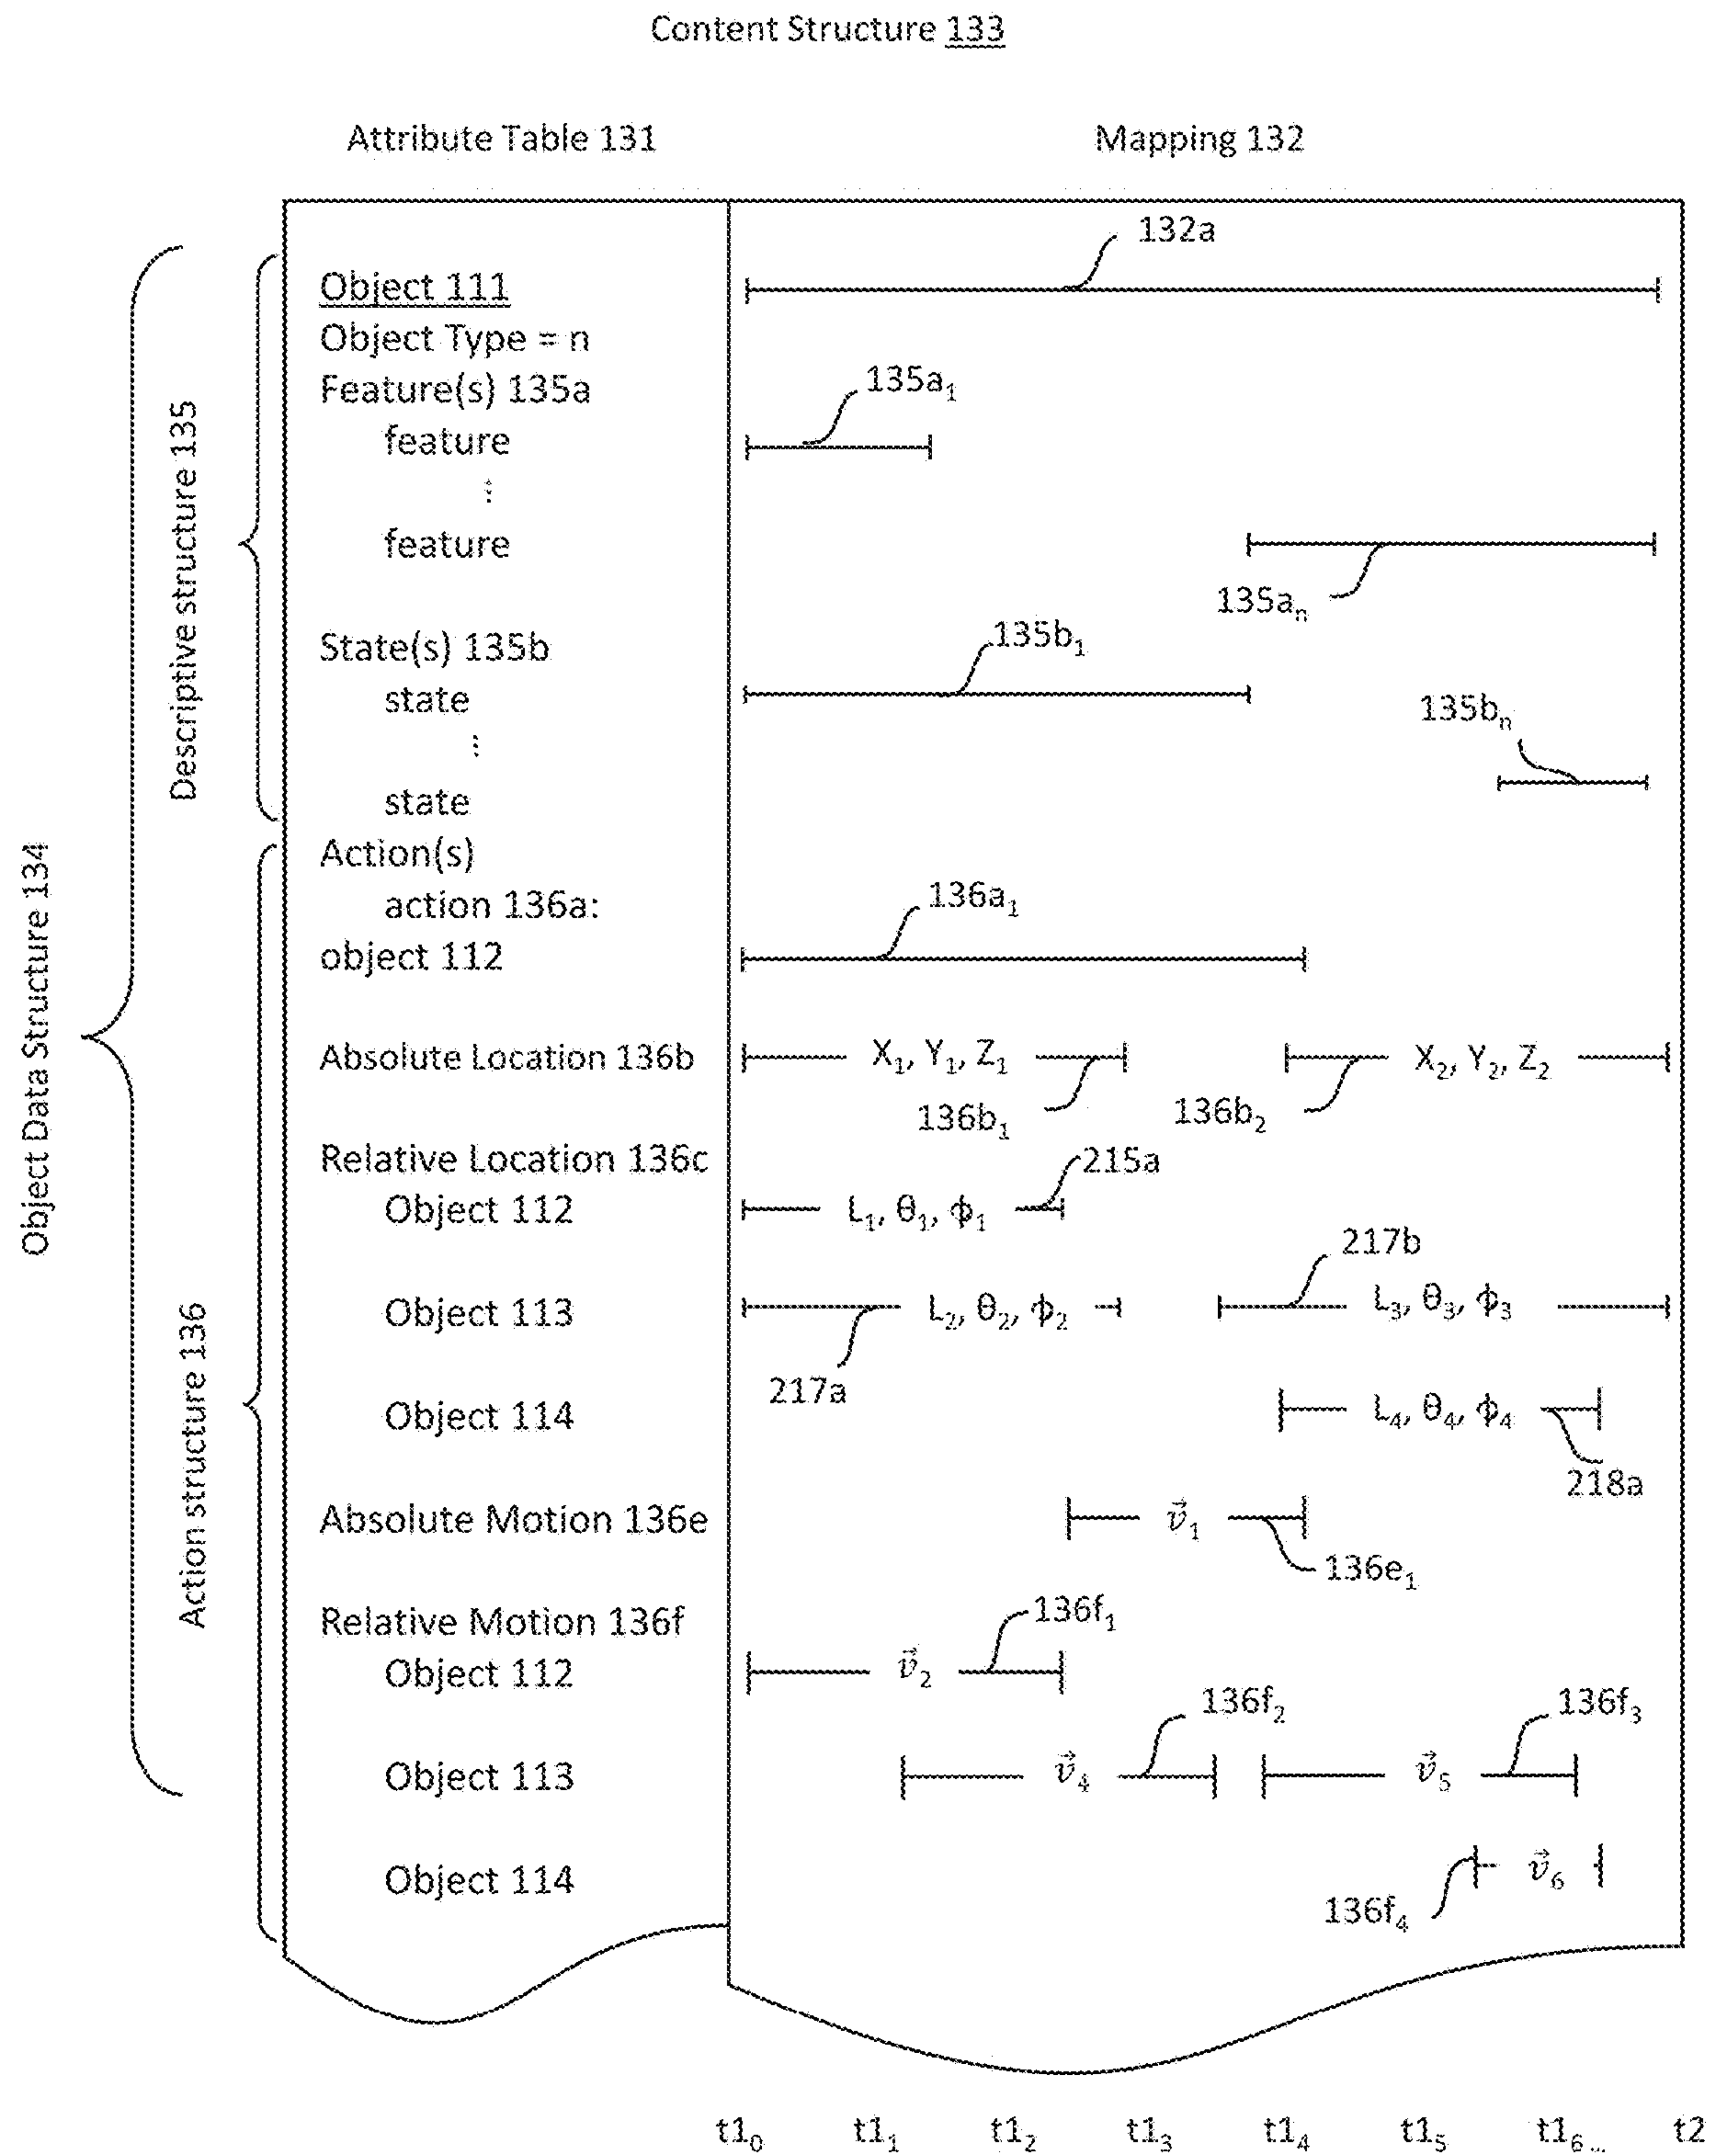 Content Structure 133
Attribute Table 131
Mapping 132
Object Data Structure 134
Descriptive structure 135
Action structure 136
132a
Object 111
Object Type = n
Feature(s) 135a
135a₁
feature
⋮
feature
135aₙ
State(s) 135b
135b₁
state
135bₙ
⋮
state
Action(s)
action 136a:
136a₁
object 112
Absolute Location 136b
X₁, Y₁, Z₁
X₂, Y₂, Z₂
136b₁
136b₂
Relative Location 136c
215a
Object 112
L₁, θ₁, ϕ₁
217b
Object 113
L₂, θ₂, ϕ₂
L₃, θ₃, ϕ₃
217a
Object 114
L₄, θ₄, ϕ₄
218a
Absolute Motion 136e
v⃗₁
136e₁
Relative Motion 136f
136f₁
Object 112
v⃗₂
136f₂
136f₃
Object 113
v⃗₄
v⃗₅
Object 114
v⃗₆
136f₄
t1₀ t1₁ t1₂ t1₃ t1₄ t1₅ t1₆ ... t2